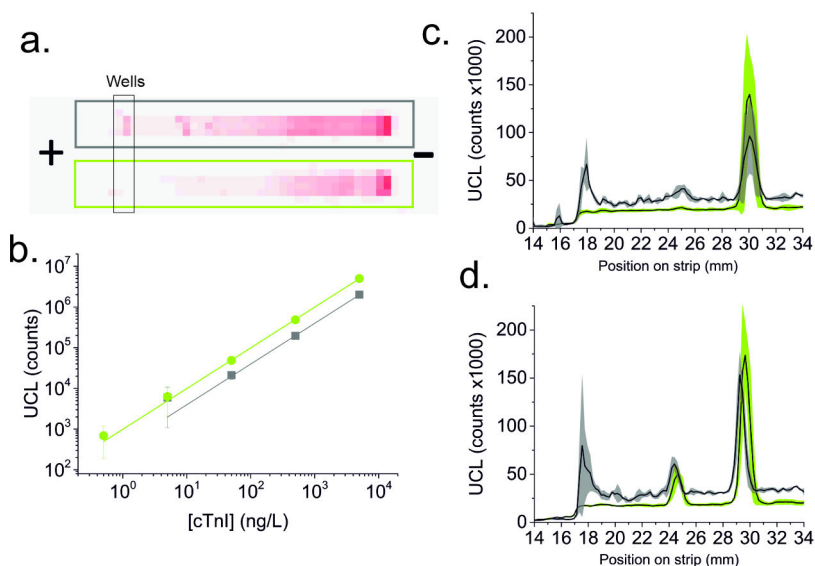 a.
Wells
+
−
b.
UCL (counts)
10^7
10^6
10^5
10^4
10^3
10^2
10^0 10^1 10^2 10^3 10^4
[cTnI] (ng/L)
c.
UCL (counts x1000)
200
150
100
50
0
14 16 18 20 22 24 26 28 30 32 34
Position on strip (mm)
d.
UCL (counts x1000)
200
150
100
50
0
14 16 18 20 22 24 26 28 30 32 34
Position on strip (mm)